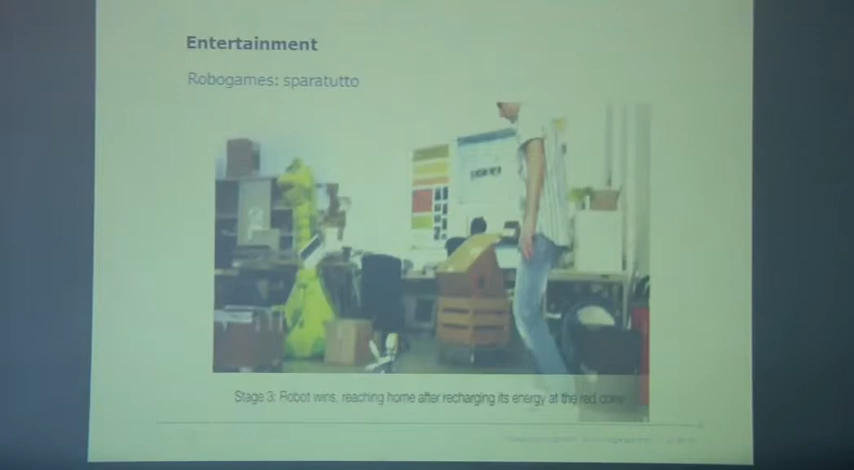 Entertainment
Robogames: sparatutto
Stage 3: Robot wins, reaching home after recharging its energy at the red cone